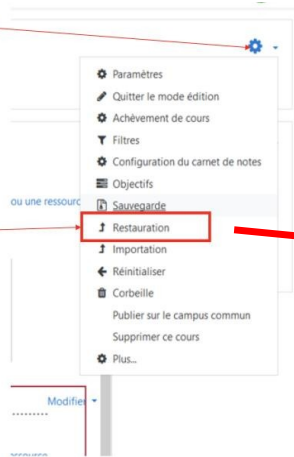 Paramètres
Quitter le mode édition
Achèvement de cours
Filtres
Configuration du carnet de notes
Objectifs
ou une ressourc
Sauvegarde
Restauration
Importation
Réinitialiser
Corbeille
Publier sur le campus commun
Supprimer ce cours
Plus...
Modifier